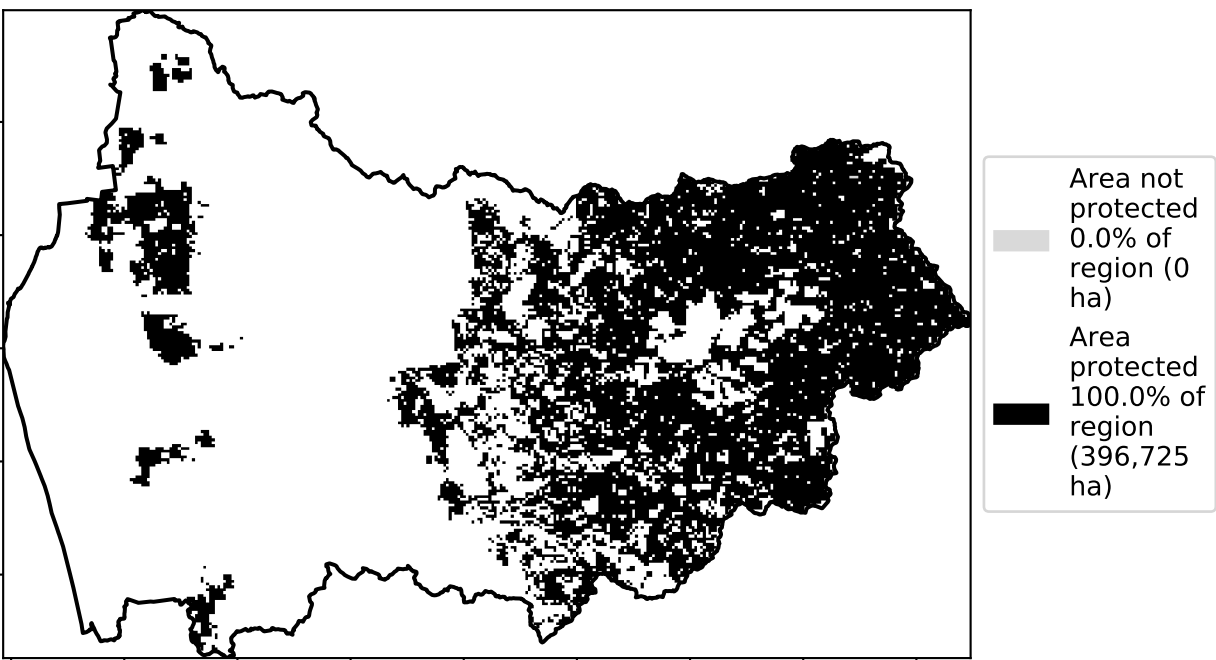 Area not
protected
0.0% of
region (0
ha)
Area
protected
100.0% of
region
(396,725
ha)